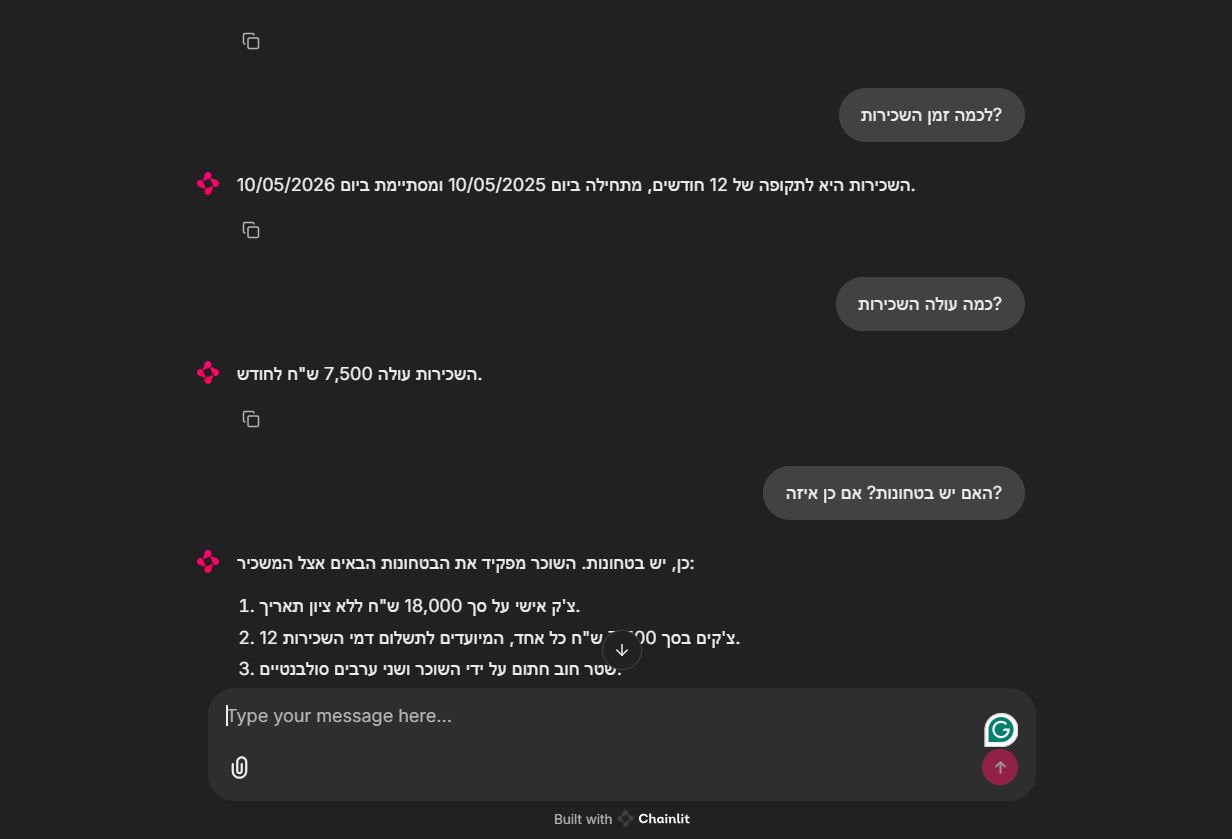 לכמה זמן השכירות?
השכירות היא לתקופה של 12 חודשים, מתחילה ביום 10/05/2025 ומסתיימת ביום 10/05/2026.
כמה עולה השכירות?
השכירות עולה 7,500 ש"ח לחודש.
האם יש בטחונות? אם כן איזה?
כן, יש בטחונות. השוכר מפקיד את הבטחונות הבאים אצל המשכיר:
1. צ'ק אישי על סך 18,000 ש"ח ללא ציון תאריך.
2. 12 צ'קים בסך ש"ח כל אחד, המיועדים לתשלום דמי השכירות.
3. שטר חוב חתום על ידי השוכר ושני ערבים סולבנטיים.
Type your message here...
Built with Chainlit